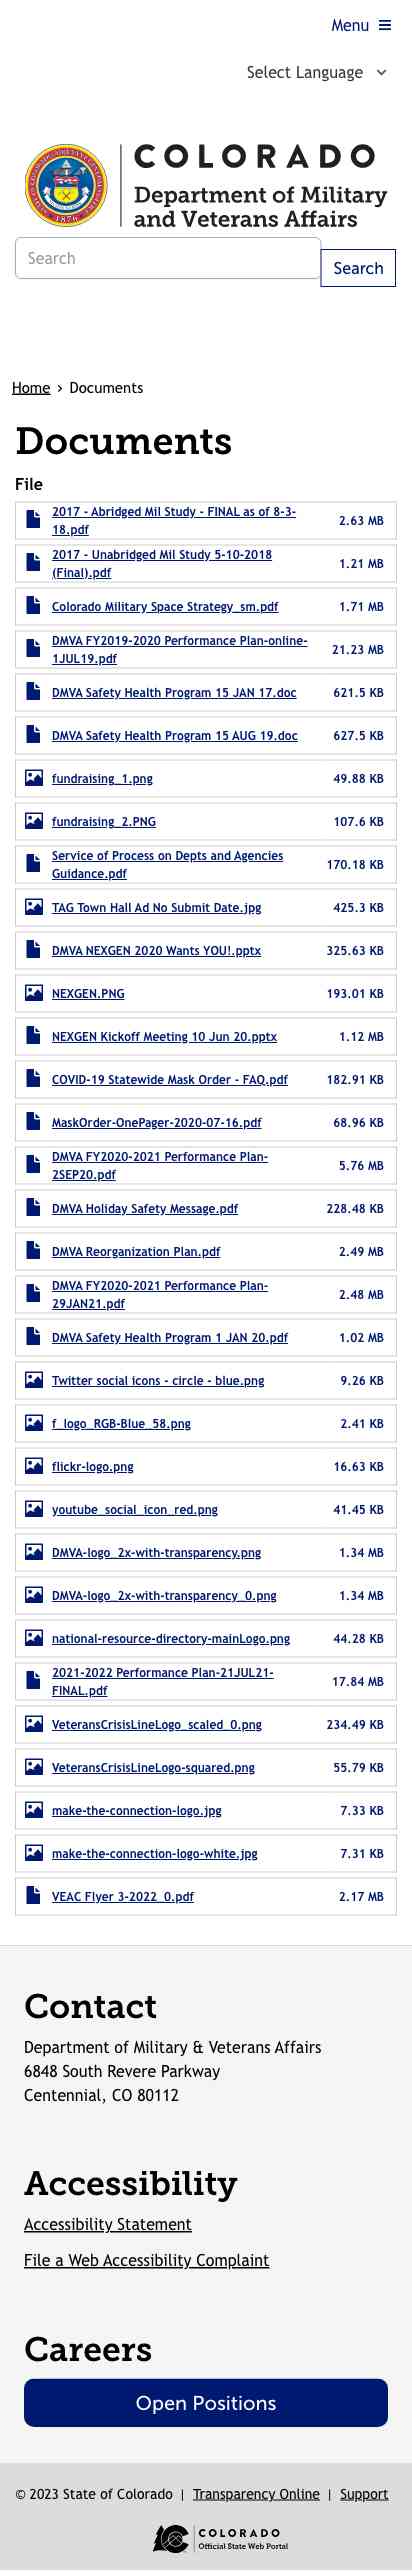 Menu
Select Language
COLORADO
Department of Military
and Veterans Affairs
1876
Search
Search
Home › Documents
Documents
File
2017 - Abridged Mil Study - FINAL as of 8-3-
18.pdf
2.63 MB
2017 - Unabridged Mil Study 5-10-2018
(Final).pdf
1.21 MB
Colorado Military Space Strategy_sm.pdf 1.71 MB
DMVA FY2019-2020 Performance Plan-online-
1JUL19.pdf
21.23 MB
DMVA Safety Health Program 15 JAN 17.doc 621.5 KB
DMVA Safety Health Program 15 AUG 19.doc 627.5 KB
fundraising_1.png 49.88 KB
fundraising_2.PNG 107.6 KB
Service of Process on Depts and Agencies
Guidance.pdf
170.18 KB
TAG Town Hall Ad No Submit Date.jpg 425.3 KB
DMVA NEXGEN 2020 Wants YOU!.pptx 325.63 KB
NEXGEN.PNG 193.01 KB
NEXGEN Kickoff Meeting 10 Jun 20.pptx 1.12 MB
COVID-19 Statewide Mask Order - FAQ.pdf 182.91 KB
MaskOrder-OnePager-2020-07-16.pdf 68.96 KB
DMVA FY2020-2021 Performance Plan-
2SEP20.pdf
5.76 MB
DMVA Holiday Safety Message.pdf 228.48 KB
DMVA Reorganization Plan.pdf 2.49 MB
DMVA FY2020-2021 Performance Plan-
29JAN21.pdf
2.48 MB
DMVA Safety Health Program 1 JAN 20.pdf 1.02 MB
Twitter social icons - circle - blue.png 9.26 KB
f_logo_RGB-Blue_58.png 2.41 KB
flickr-logo.png 16.63 KB
youtube_social_icon_red.png 41.45 KB
DMVA-logo_2x-with-transparency.png 1.34 MB
DMVA-logo_2x-with-transparency_0.png 1.34 MB
national-resource-directory-mainLogo.png 44.28 KB
2021-2022 Performance Plan-21JUL21-
FINAL.pdf
17.84 MB
VeteransCrisisLineLogo_scaled_0.png 234.49 KB
VeteransCrisisLineLogo-squared.png 55.79 KB
make-the-connection-logo.jpg 7.33 KB
make-the-connection-logo-white.jpg 7.31 KB
VEAC Flyer 3-2022_0.pdf 2.17 MB
Contact
Department of Military & Veterans Affairs
6848 South Revere Parkway
Centennial, CO 80112
Accessibility
Accessibility Statement
File a Web Accessibility Complaint
Careers
Open Positions
© 2023 State of Colorado | Transparency Online | Support
COLORADO
Official State Web Portal